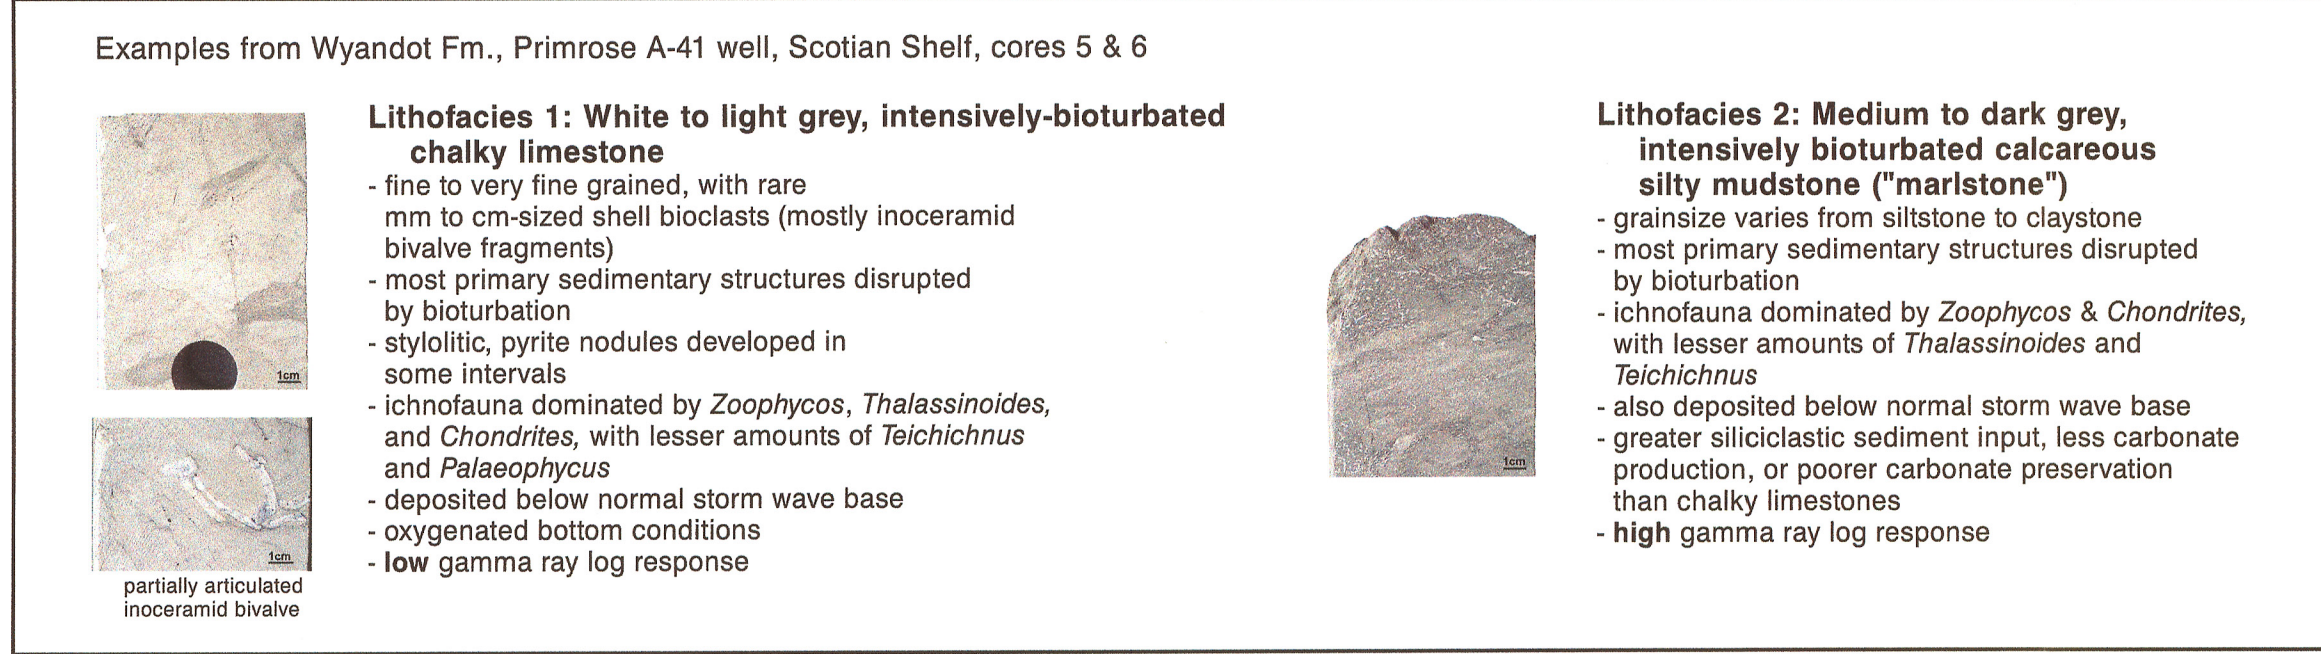 Examples from Wyandot Fm., Primrose A-41 well, Scotian Shelf, cores 5 & 6
Lithofacies 1: White to light grey, intensively-bioturbated
chalky limestone
- fine to very fine grained, with rare
mm to cm-sized shell bioclasts (mostly inoceramid
bivalve fragments)
- most primary sedimentary structures disrupted
by bioturbation
- stylolitic, pyrite nodules developed in
some intervals
- ichnofauna dominated by Zoophycos, Thalassinoides,
and Chondrites, with lesser amounts of Teichichnus
and Palaeophycus
- deposited below normal storm wave base
- oxygenated bottom conditions
- low gamma ray log response
1cm
1cm
partially articulated
inoceramid bivalve
Lithofacies 2: Medium to dark grey,
intensively bioturbated calcareous
silty mudstone ("marlstone")
- grainsize varies from siltstone to claystone
- most primary sedimentary structures disrupted
by bioturbation
- ichnofauna dominated by Zoophycos & Chondrites,
with lesser amounts of Thalassinoides and
Teichichnus
- also deposited below normal storm wave base
- greater siliciclastic sediment input, less carbonate
production, or poorer carbonate preservation
than chalky limestones
- high gamma ray log response
1cm